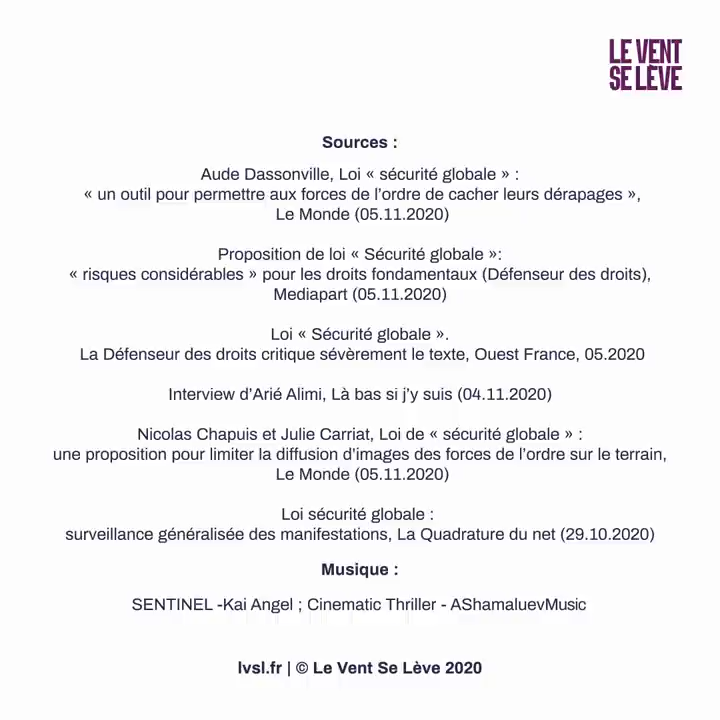 LE VENT
SE LÈVE
Sources :
Aude Dassonville, Loi « sécurité globale » :
« un outil pour permettre aux forces de l’ordre de cacher leurs dérapages »,
Le Monde (05.11.2020)
Proposition de loi « Sécurité globale »:
« risques considérables » pour les droits fondamentaux (Défenseur des droits),
Mediapart (05.11.2020)
Loi « Sécurité globale ».
La Défenseur des droits critique sévèrement le texte, Ouest France, 05.2020
Interview d’Arié Alimi, Là bas si j’y suis (04.11.2020)
Nicolas Chapuis et Julie Carriat, Loi de « sécurité globale » :
une proposition pour limiter la diffusion d’images des forces de l’ordre sur le terrain,
Le Monde (05.11.2020)
Loi sécurité globale :
surveillance généralisée des manifestations, La Quadrature du net (29.10.2020)
Musique :
SENTINEL -Kai Angel ; Cinematic Thriller - AShamaluevMusic
lvsl.fr | © Le Vent Se Lève 2020